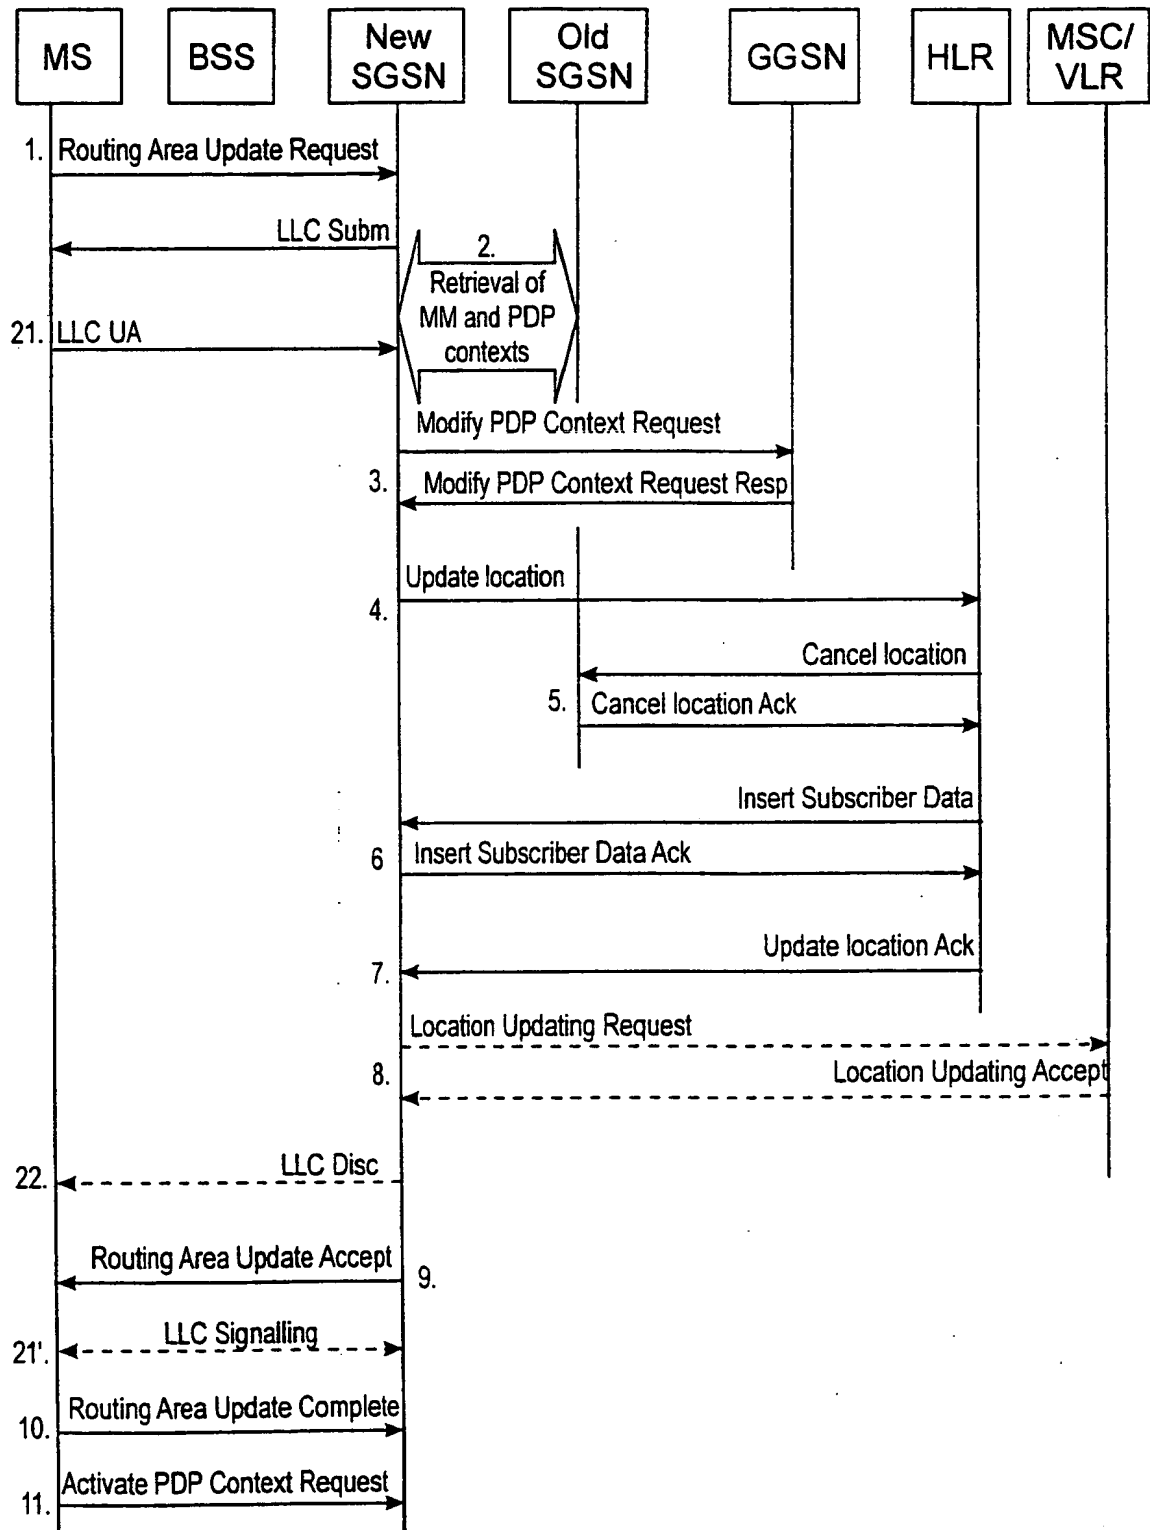 MS
BSS
New
SGSN
Old
SGSN
GGSN
HLR
MSC/
VLR
1. Routing Area Update Request
LLC Subm
2.
Retrieval of
MM and PDP
contexts
21. LLC UA
Modify PDP Context Request
3. Modify PDP Context Request Resp
Update location
4.
Cancel location
5. Cancel location Ack
Insert Subscriber Data
6 Insert Subscriber Data Ack
Update location Ack
7.
Location Updating Request
8. Location Updating Accept
LLC Disc
22.
Routing Area Update Accept
9.
LLC Signalling
21'.
Routing Area Update Complete
10.
Activate PDP Context Request
11.